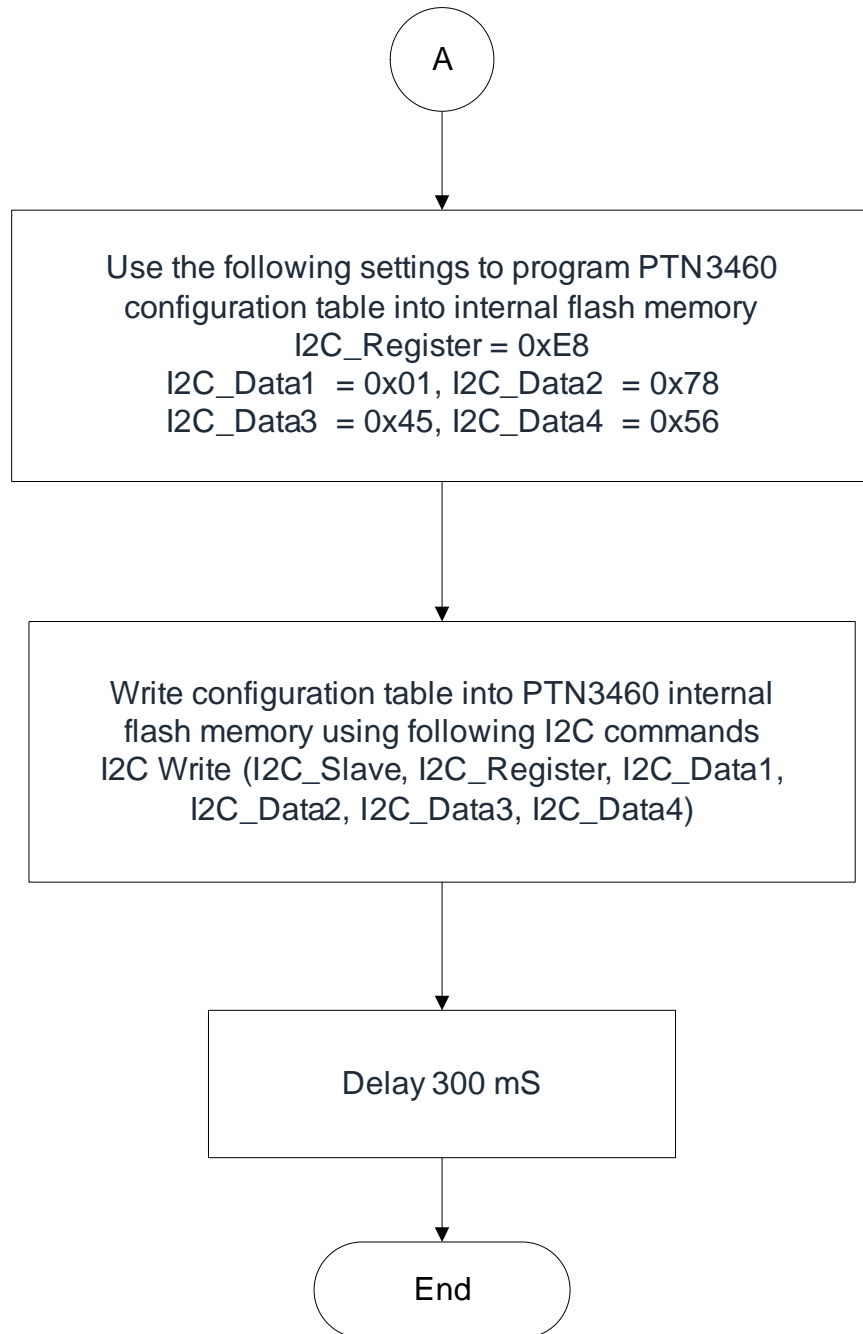 A
Use the following settings to program PTN3460
configuration table into internal flash memory
I2C_Register = 0xE8
I2C_Data1 = 0x01, I2C_Data2 = 0x78
I2C_Data3 = 0x45, I2C_Data4 = 0x56
Write configuration table into PTN3460 internal
flash memory using following I2C commands
I2C Write (I2C_Slave, I2C_Register, I2C_Data1,
I2C_Data2, I2C_Data3, I2C_Data4)
Delay 300 mS
End